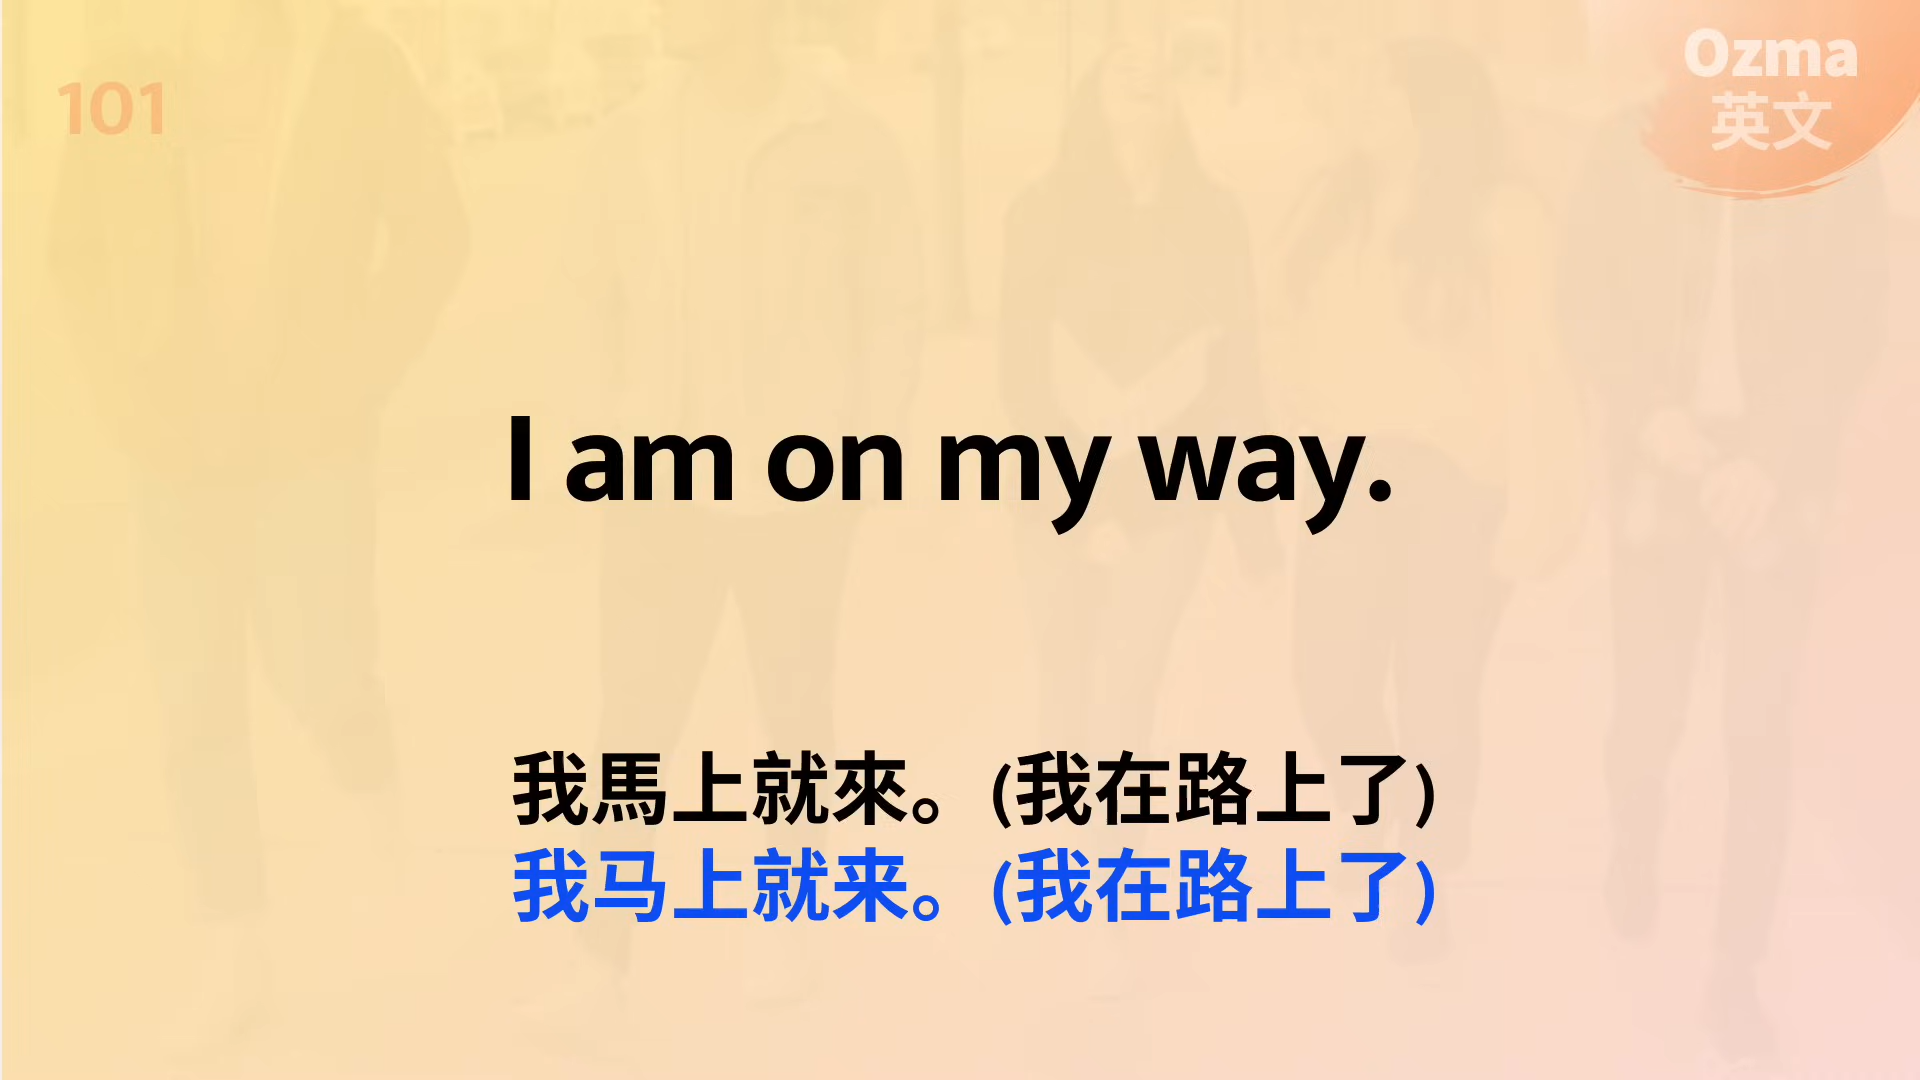 101
Ozma
英文
I am on my way.
我馬上就來。(我在路上了)
我马上就来。(我在路上了)